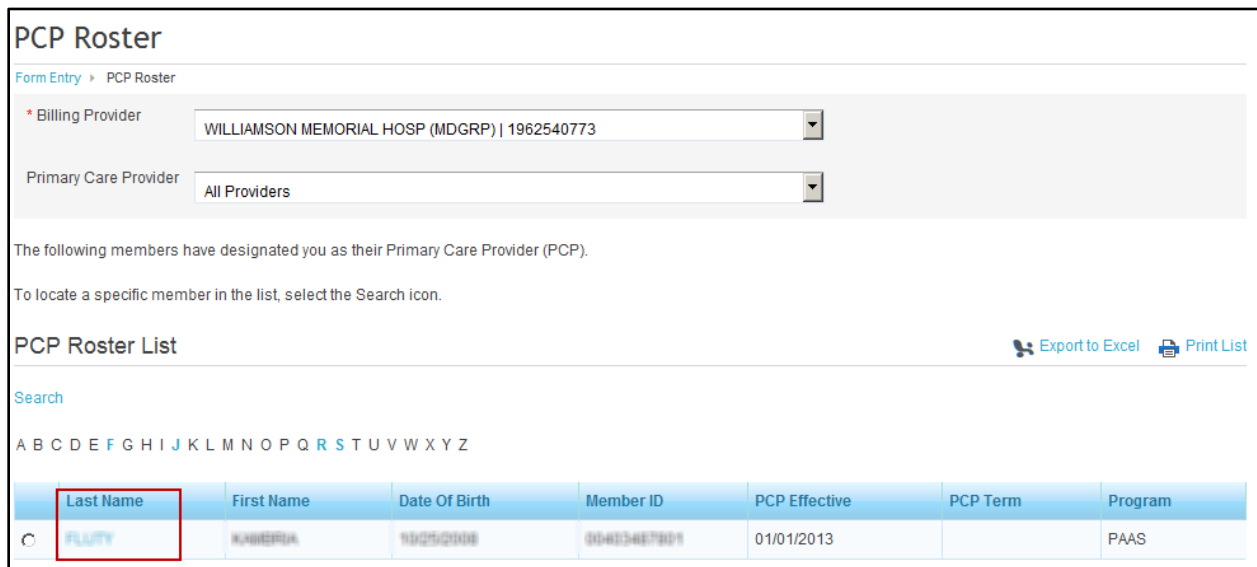 PCP Roster
Form Entry ▸ PCP Roster
* Billing Provider WILLIAMSON MEMORIAL HOSP (MDGRP) | 1962540773
Primary Care Provider All Providers
The following members have designated you as their Primary Care Provider (PCP).
To locate a specific member in the list, select the Search icon.
PCP Roster List Export to Excel Print List
Search
A B C D E F G H I J K L M N O P Q R S T U V W X Y Z
Last Name First Name Date Of Birth Member ID PCP Effective PCP Term Program
01/01/2013 PAAS